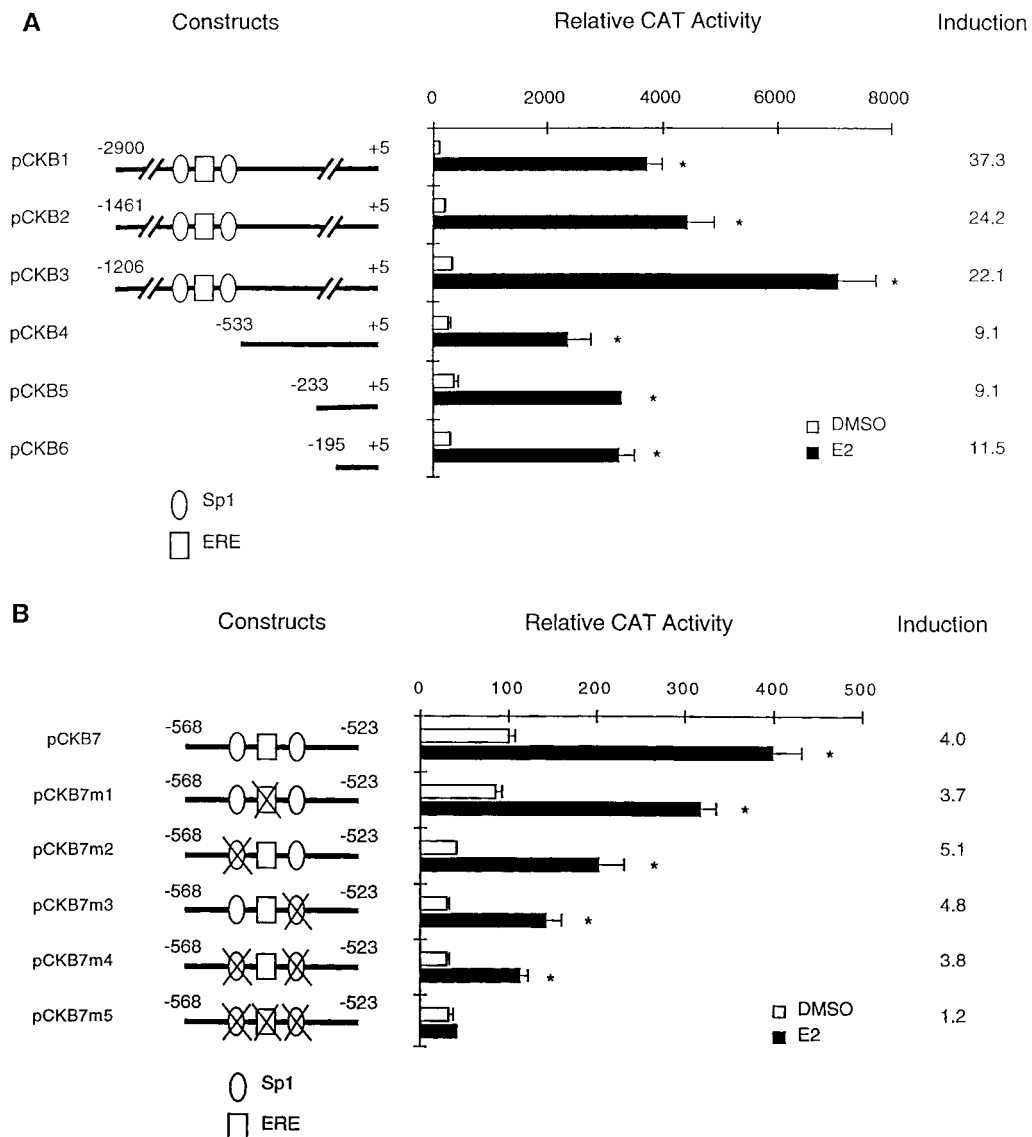 A Constructs Relative CAT Activity Induction
0 2000 4000 6000 8000
pCKB1 -2900 +5 * 37.3
pCKB2 -1461 +5 * 24.2
pCKB3 -1206 +5 * 22.1
pCKB4 -533 +5 * 9.1
pCKB5 -233 +5 * 9.1
pCKB6 -195 +5 * 11.5
DMSO
E2
Sp1
ERE
B Constructs Relative CAT Activity Induction
0 100 200 300 400 500
pCKB7 -568 -523 * 4.0
pCKB7m1 -568 -523 * 3.7
pCKB7m2 -568 -523 * 5.1
pCKB7m3 -568 -523 * 4.8
pCKB7m4 -568 -523 * 3.8
pCKB7m5 -568 -523 1.2
DMSO
E2
Sp1
ERE